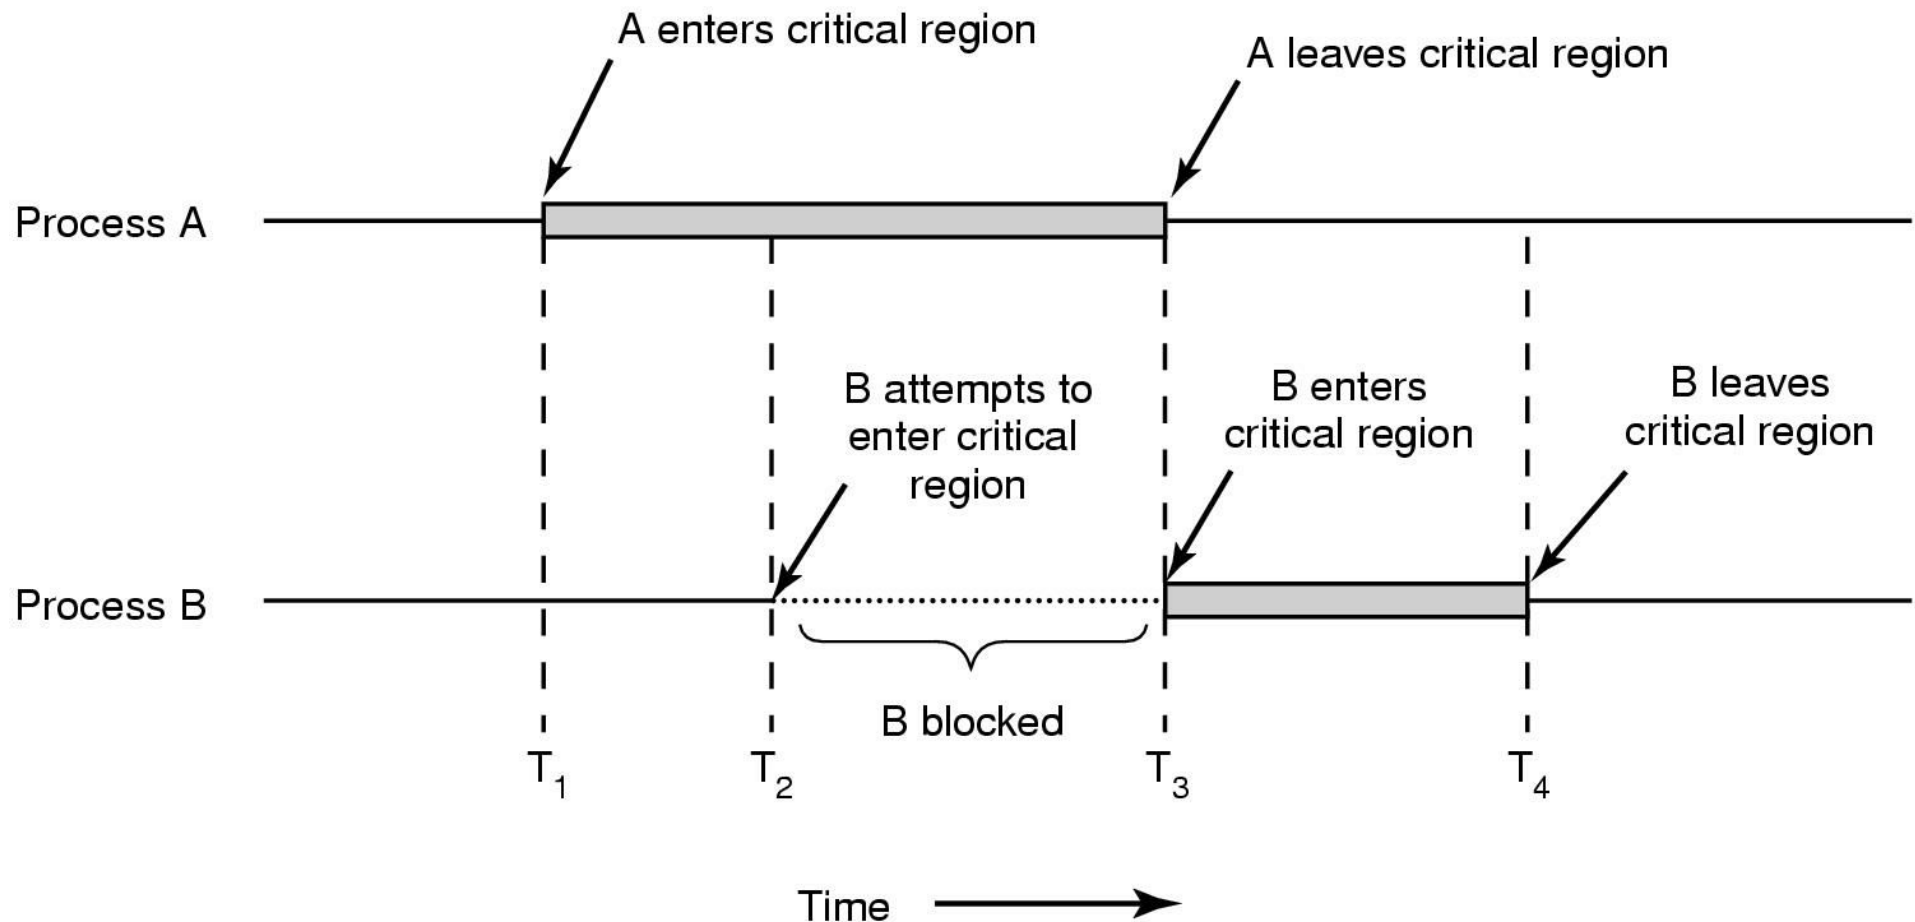 A enters critical region
A leaves critical region
Process A
B attempts to
enter critical
region
B enters
critical region
B leaves
critical region
Process B
B blocked
T1
T2
T3
T4
Time